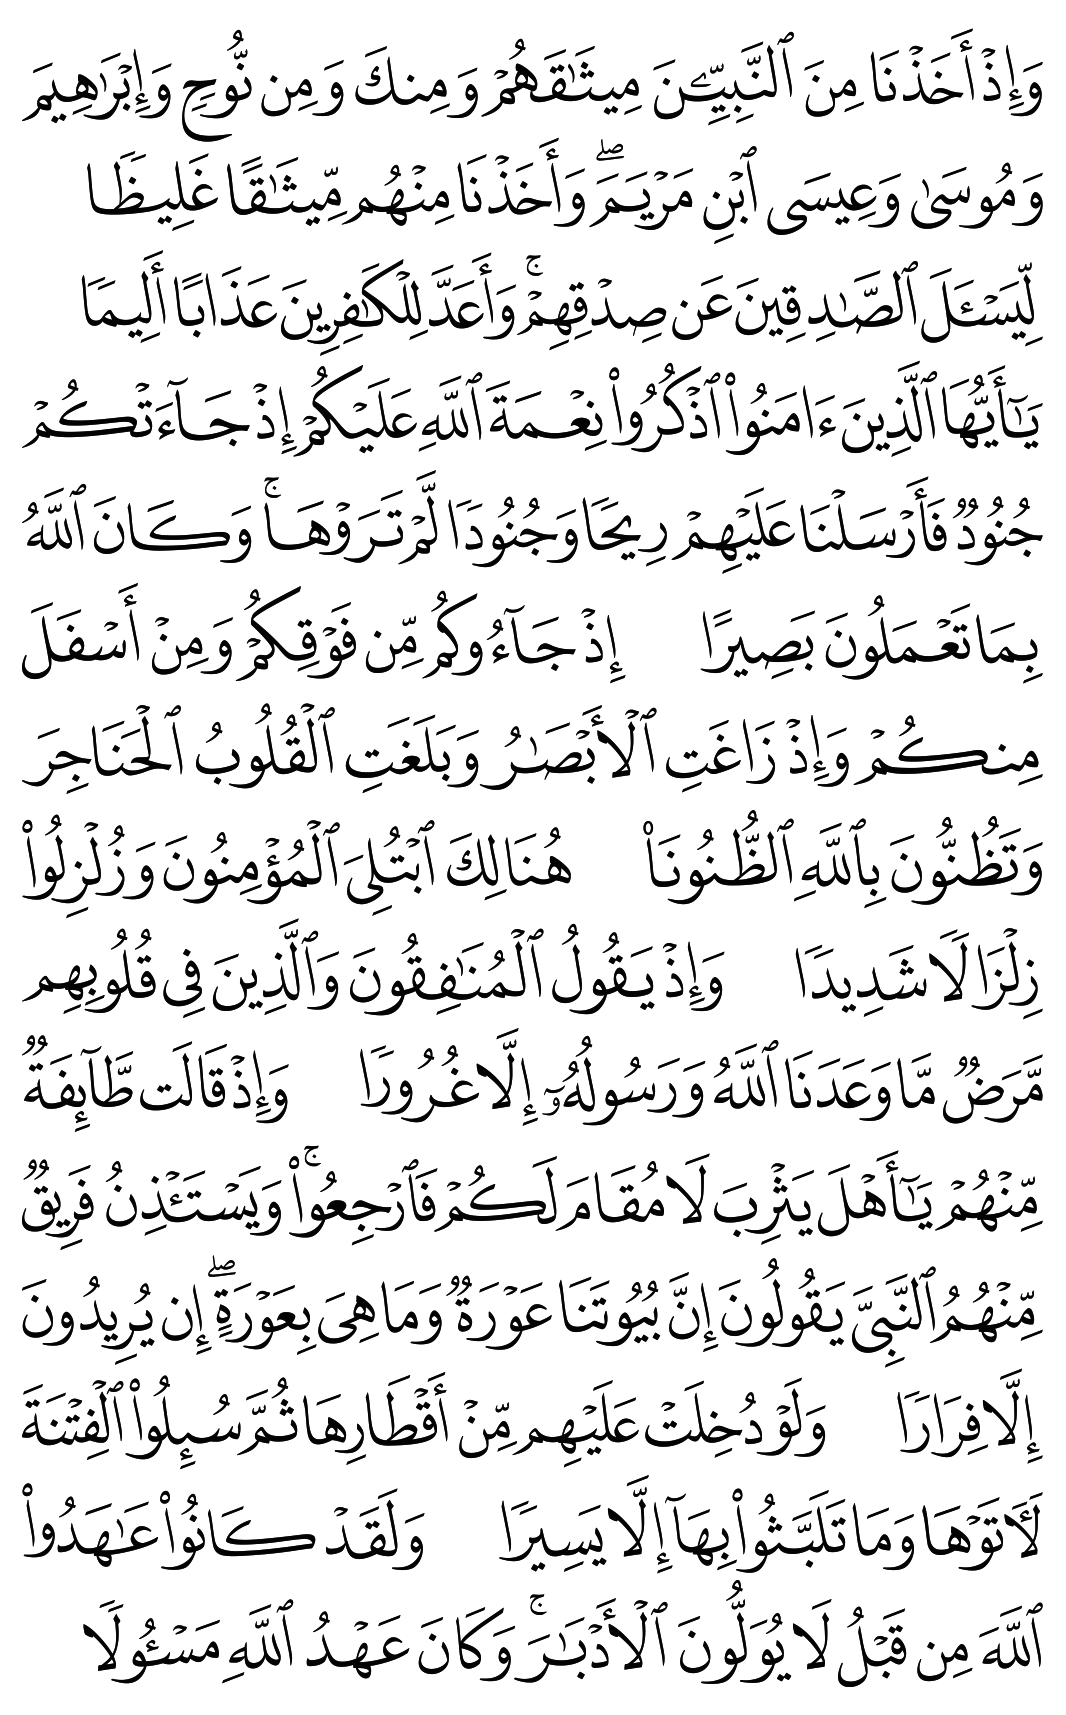 وَإِذۡ أَخَذۡنَا مِنَ ٱلنَّبِيِّـۧنَ مِيثَٰقَهُمۡ وَمِنكَ وَمِن نُّوحٖ وَإِبۡرَٰهِيمَ
وَمُوسَىٰ وَعِيسَى ٱبۡنِ مَرۡيَمَۖ وَأَخَذۡنَا مِنۡهُم مِّيثَٰقًا غَلِيظٗا
لِّيَسۡـَٔلَ ٱلصَّٰدِقِينَ عَن صِدۡقِهِمۡۚ وَأَعَدَّ لِلۡكَٰفِرِينَ عَذَابًا أَلِيمٗا
يَٰٓأَيُّهَا ٱلَّذِينَ ءَامَنُواْ ٱذۡكُرُواْ نِعۡمَةَ ٱللَّهِ عَلَيۡكُمۡ إِذۡ جَآءَتۡكُمۡ
جُنُودٞ فَأَرۡسَلۡنَا عَلَيۡهِمۡ رِيحٗا وَجُنُودٗا لَّمۡ تَرَوۡهَاۚ وَكَانَ ٱللَّهُ
بِمَا تَعۡمَلُونَ بَصِيرًا إِذۡ جَآءُوكُم مِّن فَوۡقِكُمۡ وَمِنۡ أَسۡفَلَ
مِنكُمۡ وَإِذۡ زَاغَتِ ٱلۡأَبۡصَٰرُ وَبَلَغَتِ ٱلۡقُلُوبُ ٱلۡحَنَاجِرَ
وَتَظُنُّونَ بِٱللَّهِ ٱلظُّنُونَا۠ هُنَالِكَ ٱبۡتُلِيَ ٱلۡمُؤۡمِنُونَ وَزُلۡزِلُواْ
زِلۡزَالٗا شَدِيدٗا وَإِذۡ يَقُولُ ٱلۡمُنَٰفِقُونَ وَٱلَّذِينَ فِي قُلُوبِهِم
مَّرَضٞ مَّا وَعَدَنَا ٱللَّهُ وَرَسُولُهُۥٓ إِلَّا غُرُورٗا وَإِذۡ قَالَت طَّآئِفَةٞ
مِّنۡهُمۡ يَٰٓأَهۡلَ يَثۡرِبَ لَا مُقَامَ لَكُمۡ فَٱرۡجِعُواْۚ وَيَسۡتَـٔۡذِنُ فَرِيقٞ
مِّنۡهُمُ ٱلنَّبِيَّ يَقُولُونَ إِنَّ بُيُوتَنَا عَوۡرَةٞ وَمَا هِيَ بِعَوۡرَةٍۖ إِن يُرِيدُونَ
إِلَّا فِرَارٗا وَلَوۡ دُخِلَتۡ عَلَيۡهِم مِّنۡ أَقۡطَارِهَا ثُمَّ سُئِلُواْ ٱلۡفِتۡنَةَ
لَأٓتَوۡهَا وَمَا تَلَبَّثُواْ بِهَآ إِلَّا يَسِيرٗا وَلَقَدۡ كَانُواْ عَٰهَدُواْ
ٱللَّهَ مِن قَبۡلُ لَا يُوَلُّونَ ٱلۡأَدۡبَٰرَۚ وَكَانَ عَهۡدُ ٱللَّهِ مَسۡـُٔولٗا